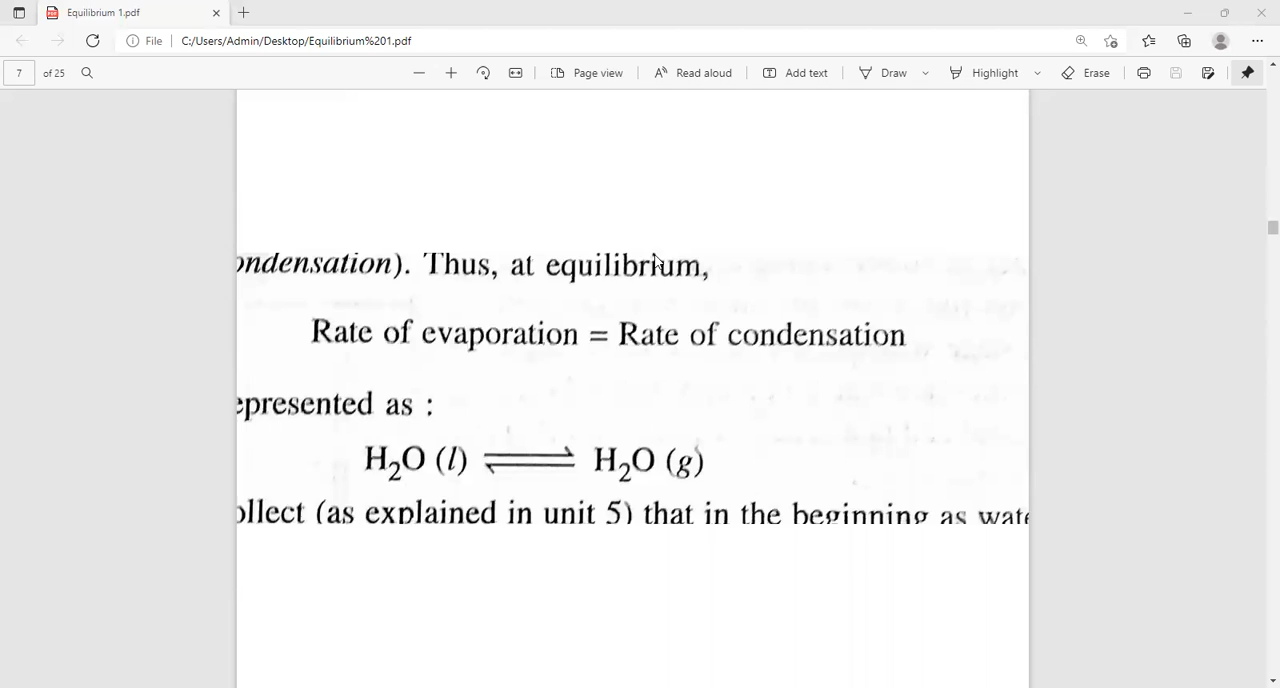 Equilibrium 1.pdf
File C:/Users/Admin/Desktop/Equilibrium%201.pdf
7 of 25 Page view Read aloud Add text Draw Highlight Erase
ondensation). Thus, at equilibrium,
Rate of evaporation = Rate of condensation
epresented as :
H₂O (l) ⇌ H₂O (g)
ollect (as explained in unit 5) that in the beginning as wate